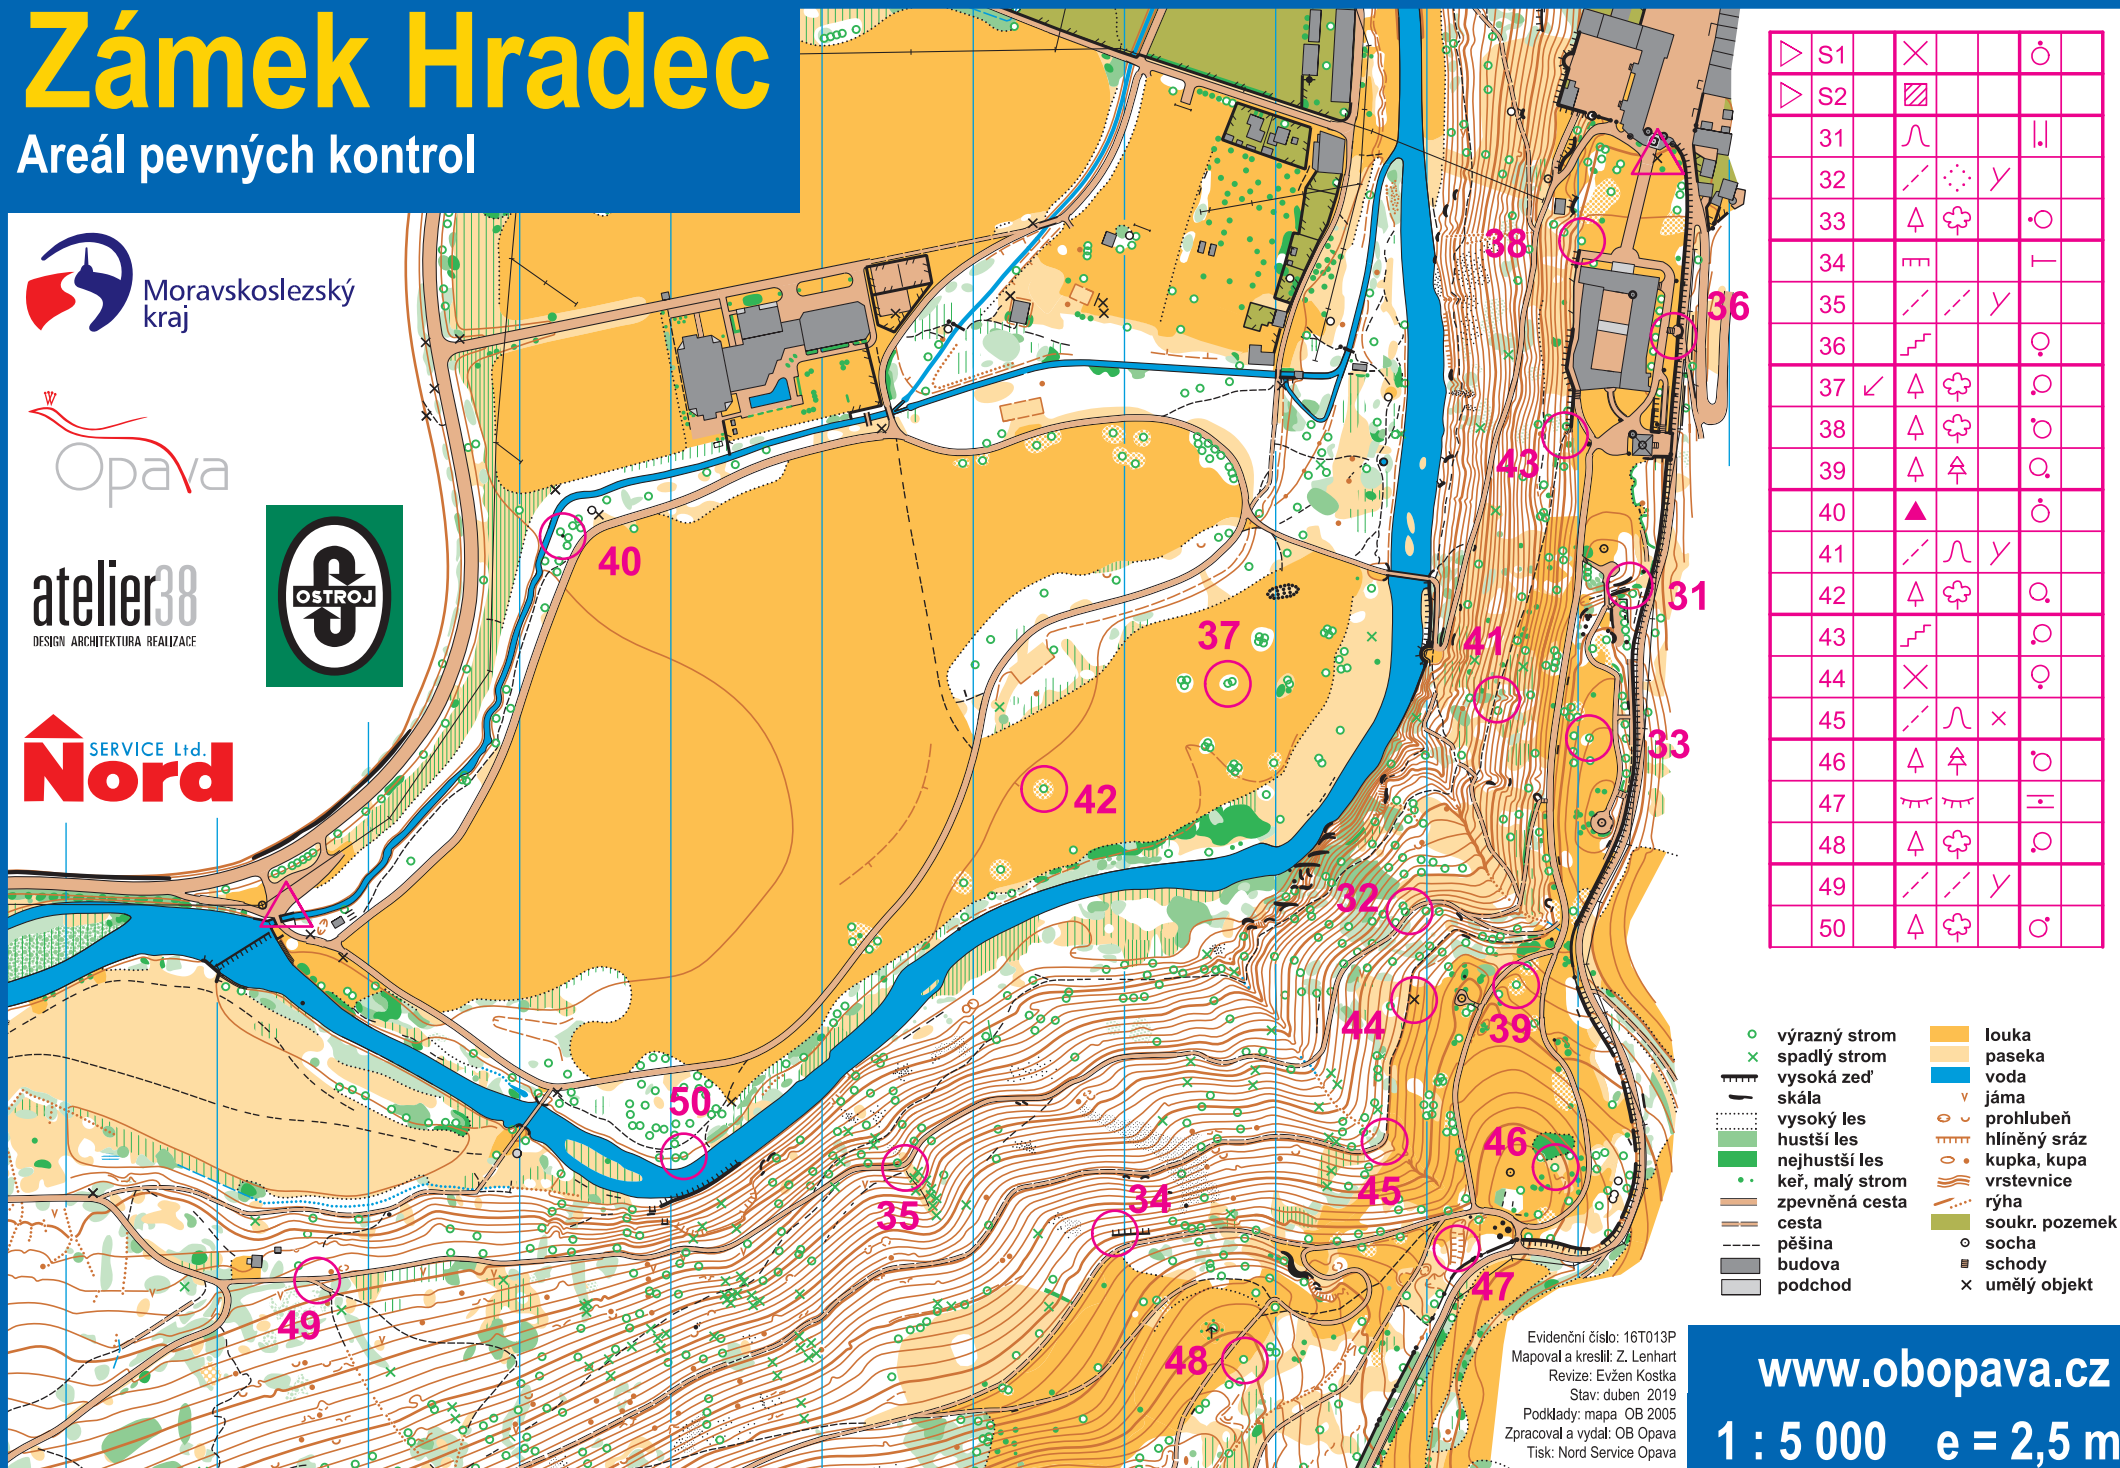 Zámek Hradec
Areál pevných kontrol
Moravskoslezský
kraj
Opava
atelier38
DESIGN ARCHITEKTURA REALIZACE
OSTROJ
SERVICE Ltd.
Nord
38
36
43
40
31
37
41
33
42
32
44
39
50
46
45
35
34
47
49
48
S1
S2
31
32
33
34
35
36
37
38
39
40
41
42
43
44
45
46
47
48
49
50
výrazný strom
spadlý strom
vysoká zeď
skála
vysoký les
hustší les
nejhustší les
keř, malý strom
zpevněná cesta
cesta
pěšina
budova
podchod
louka
paseka
voda
jáma
prohlubeň
hlíněný sráz
kupka, kupa
vrstevnice
rýha
soukr. pozemek
socha
schody
umělý objekt
Evidenční číslo: 16T013P
Mapoval a kreslil: Z. Lenhart
Revize: Evžen Kostka
Stav: duben 2019
Podklady: mapa OB 2005
Zpracoval a vydal: OB Opava
Tisk: Nord Service Opava
www.obopava.cz
1 : 5 000 e = 2,5 m